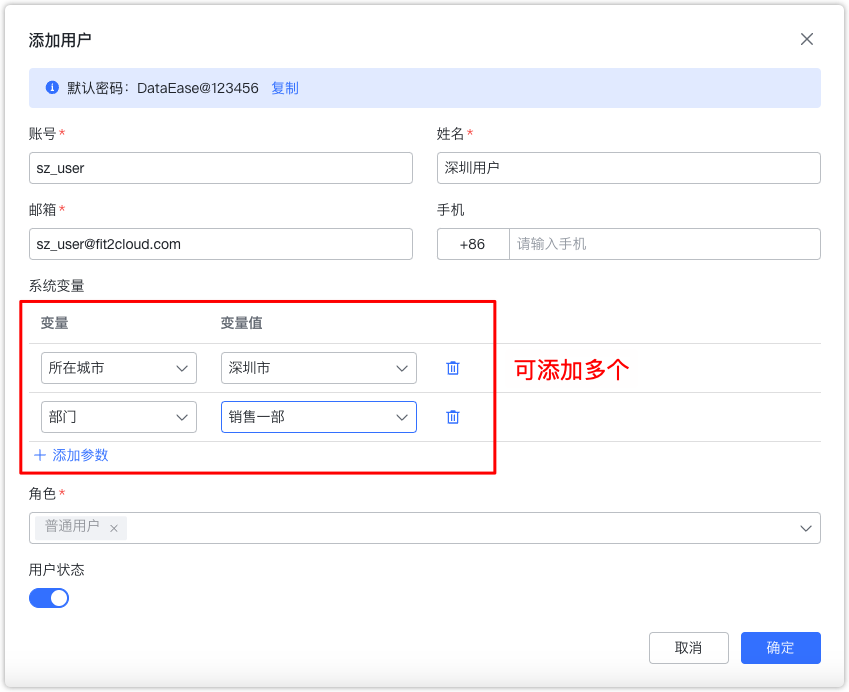 添加用户
默认密码：DataEase@123456 复制
账号* 姓名*
sz_user 深圳用户
邮箱* 手机
sz_user@fit2cloud.com +86 请输入手机
系统变量
变量 变量值
所在城市 深圳市 可添加多个
部门 销售一部
+ 添加参数
角色*
普通用户 ×
用户状态
取消 确定